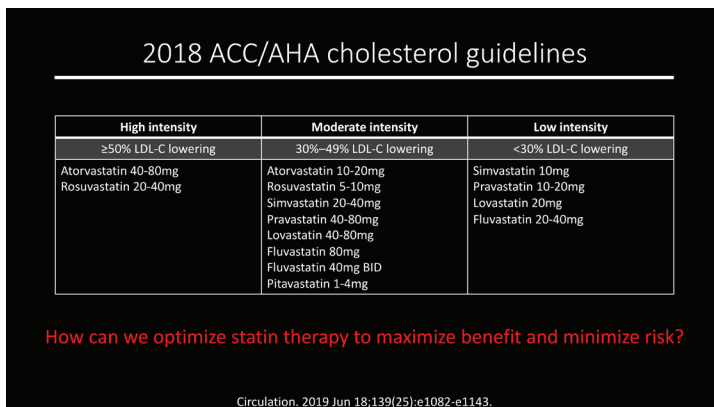 2018 ACC/AHA cholesterol guidelines
High intensity
Moderate intensity
Low intensity
≥50% LDL-C lowering
30%–49% LDL-C lowering
<30% LDL-C lowering
Atorvastatin 40-80mg
Rosuvastatin 20-40mg
Atorvastatin 10-20mg
Rosuvastatin 5-10mg
Simvastatin 20-40mg
Pravastatin 40-80mg
Lovastatin 40-80mg
Fluvastatin 80mg
Fluvastatin 40mg BID
Pitavastatin 1-4mg
Simvastatin 10mg
Pravastatin 10-20mg
Lovastatin 20mg
Fluvastatin 20-40mg
How can we optimize statin therapy to maximize benefit and minimize risk?
Circulation. 2019 Jun 18;139(25):e1082-e1143.